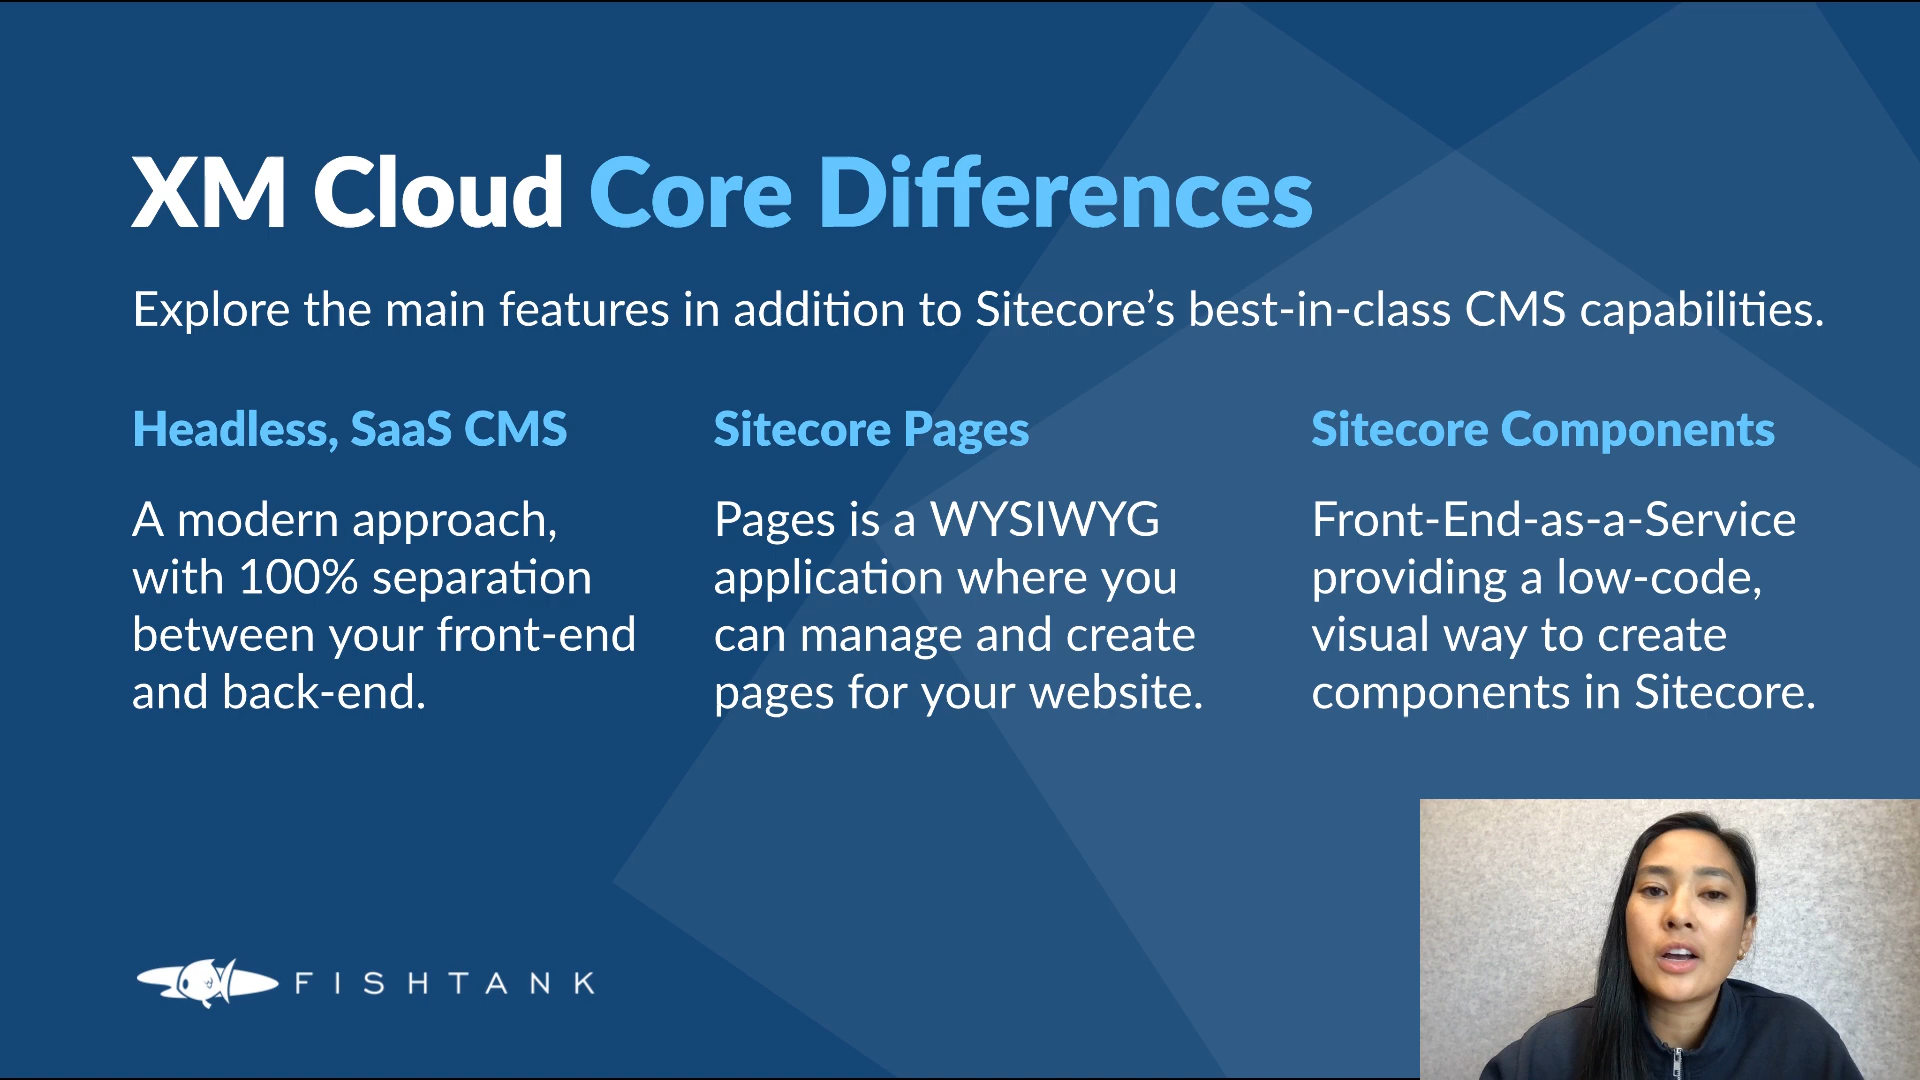 XM Cloud Core Differences
Explore the main features in addition to Sitecore’s best-in-class CMS capabilities.
Headless, SaaS CMS
A modern approach,
with 100% separation
between your front-end
and back-end.
Sitecore Pages
Pages is a WYSIWYG
application where you
can manage and create
pages for your website.
Sitecore Components
Front-End-as-a-Service
providing a low-code,
visual way to create
components in Sitecore.
FISHTANK